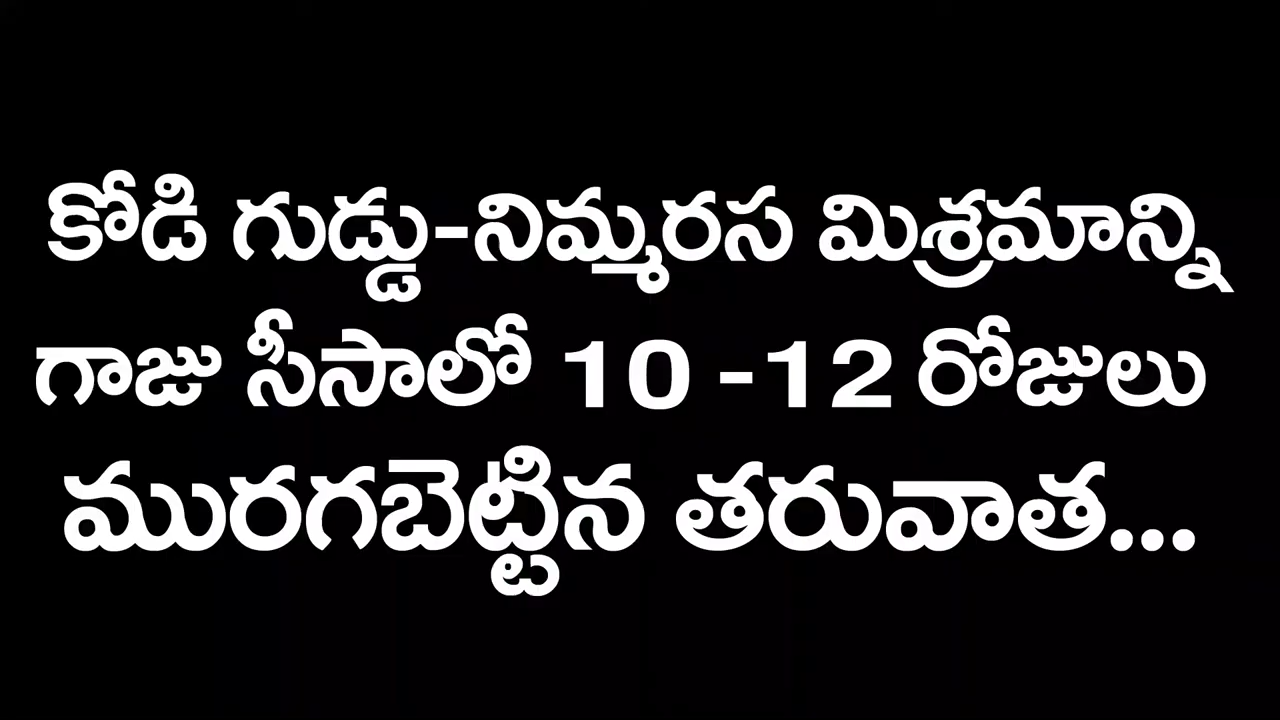 కోడి గుడ్డు-నిమ్మరస మిశ్రమాన్ని
గాజు సీసాలో 10 -12 రోజులు
మురగబెట్టిన తరువాత...